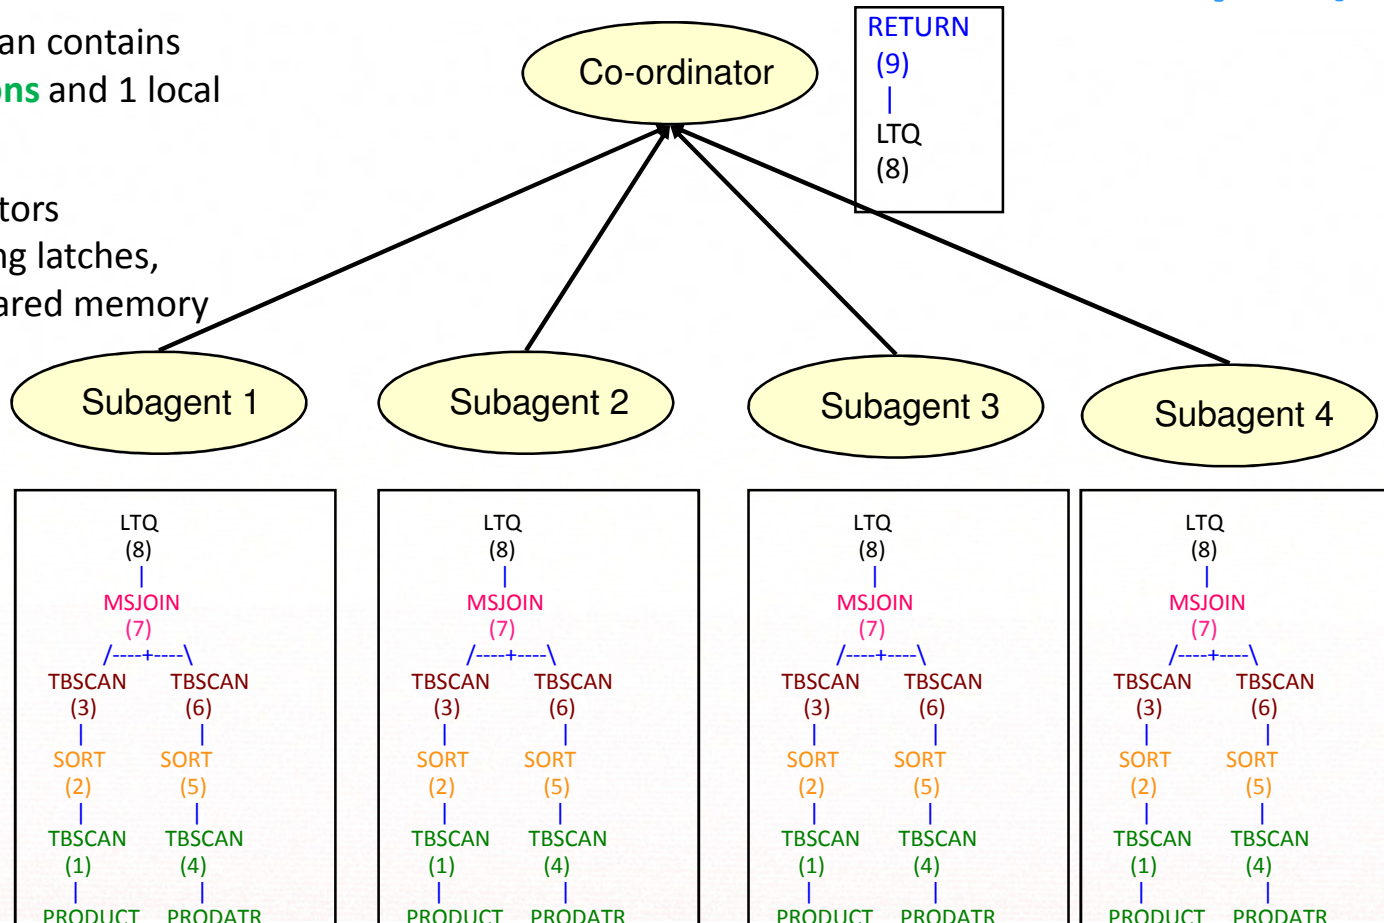 an contains
ons and 1 local
tors
ng latches,
ared memory
Co-ordinator
RETURN
(9)
|
LTQ
(8)
Subagent 1
Subagent 2
Subagent 3
Subagent 4
LTQ
(8)
|
MSJOIN
(7)
/----+----\
TBSCAN TBSCAN
(3) (6)
| |
SORT SORT
(2) (5)
| |
TBSCAN TBSCAN
(1) (4)
| |
PRODUCT PRODATR
LTQ
(8)
|
MSJOIN
(7)
/----+----\
TBSCAN TBSCAN
(3) (6)
| |
SORT SORT
(2) (5)
| |
TBSCAN TBSCAN
(1) (4)
| |
PRODUCT PRODATR
LTQ
(8)
|
MSJOIN
(7)
/----+----\
TBSCAN TBSCAN
(3) (6)
| |
SORT SORT
(2) (5)
| |
TBSCAN TBSCAN
(1) (4)
| |
PRODUCT PRODATR
LTQ
(8)
|
MSJOIN
(7)
/----+----\
TBSCAN TBSCAN
(3) (6)
| |
SORT SORT
(2) (5)
| |
TBSCAN TBSCAN
(1) (4)
| |
PRODUCT PRODATR